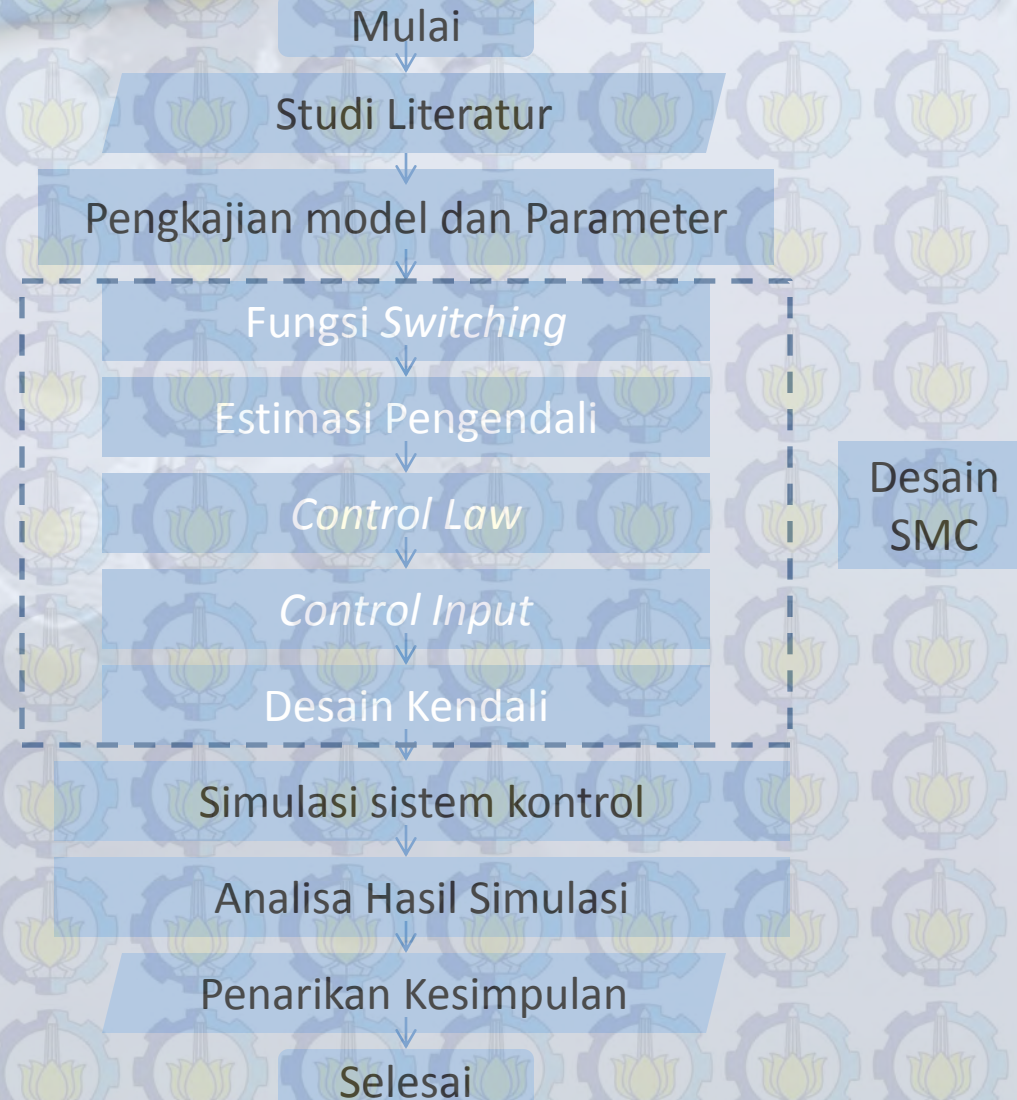 Mulai
Studi Literatur
Pengkajian model dan Parameter
Fungsi Switching
Estimasi Pengendali
Control Law
Control Input
Desain Kendali
Desain
SMC
Simulasi sistem kontrol
Analisa Hasil Simulasi
Penarikan Kesimpulan
Selesai